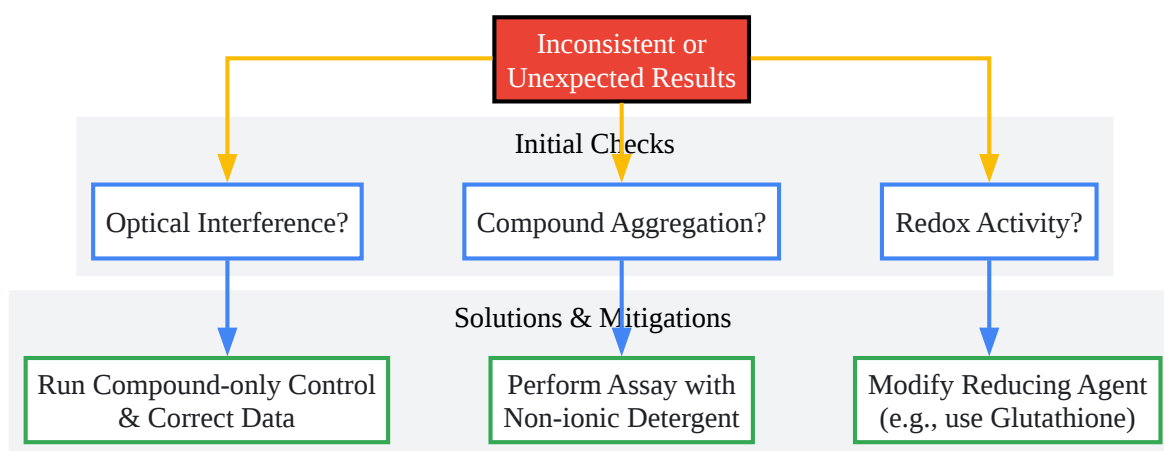 Inconsistent or
Unexpected Results
Initial Checks
Optical Interference?
Compound Aggregation?
Redox Activity?
Solutions & Mitigations
Run Compound-only Control
& Correct Data
Perform Assay with
Non-ionic Detergent
Modify Reducing Agent
(e.g., use Glutathione)